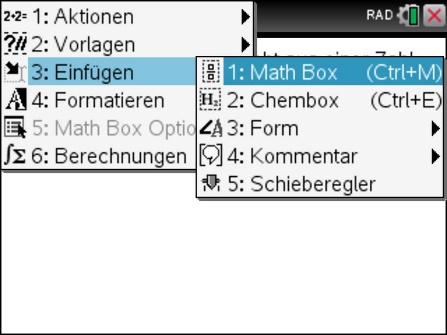 1: Aktionen
RAD
2: Vorlagen
3: Einfügen
1: Math Box (Ctrl+M)
4: Formatieren
2: Chembox (Ctrl+E)
5: Math Box Optio
3: Form
6: Berechnungen
4: Kommentar
5: Schieberegler